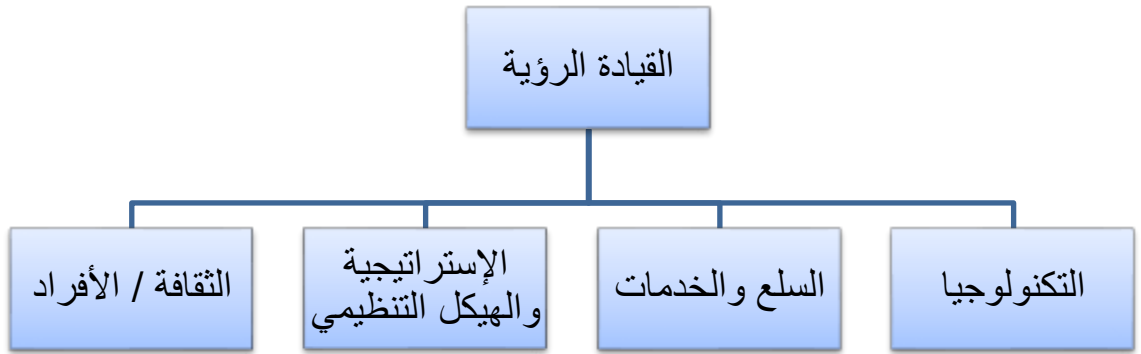 القيادة الرؤية
التكنولوجيا
السلع والخدمات
الإستراتيجية
والهيكل التنظيمي
الثقافة / الأفراد